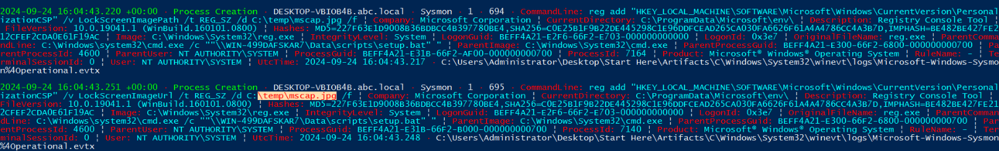 2024-09-24 16:04:43.220 +00:00 · Process Creation · DESKTOP-VBIOB4B.abc.local · Sysmon · 1 · 694 · CommandLine: reg add "HKEY_LOCAL_MACHINE\SOFTWARE\Microsoft\Windows\CurrentVersion\Personal
izationCSP" /v LockScreenImagePath /t REG_SZ /d C:\temp\mscap.jpg /f ¦ Company: Microsoft Corporation ¦ CurrentDirectory: C:\ProgramData\Microsoft\env\ ¦ Description: Registry Console Tool ¦
FileVersion: 10.0.19041.1 (WinBuild.160101.0800) ¦ Hashes: MD5=227F63E1D9008B36BDBCC4B397780BE4,SHA256=C0E25B1F9B22DE445298C1E96DDFCEAD265CA030FA6626F61A4A4786CC4A3B7D,IMPHASH=BE482BE427FE2
12CFEF2CDA0E61F19AC ¦ Image: C:\Windows\System32\reg.exe ¦ IntegrityLevel: System ¦ LogonGuid: BEFF4A21-E2F6-66F2-E703-000000000000 ¦ LogonId: 0x3e7 ¦ OriginalFileName: reg.exe ¦ ParentComma
ndLine: C:\Windows\system32\cmd.exe /c ""\\WIN-499DAFSKAR7\Data\scripts\setup.bat" " ¦ ParentImage: C:\Windows\System32\cmd.exe ¦ ParentProcessGuid: BEFF4A21-E300-66F2-6800-000000000700 ¦ Pa
rentProcessId: 4600 ¦ ParentUser: NT AUTHORITY\SYSTEM ¦ ProcessGuid: BEFF4A21-E31B-66F2-AF00-000000000700 ¦ ProcessId: 7164 ¦ Product: Microsoft® Windows® Operating System ¦ RuleName: - ¦ Te
rminalSessionId: 0 ¦ User: NT AUTHORITY\SYSTEM ¦ UtcTime: 2024-09-24 16:04:43.217 · C:\Users\Administrator\Desktop\Start Here\Artifacts\C\Windows\System32\winevt\logs\Microsoft-Windows-Sysmo
n%4Operational.evtx
2024-09-24 16:04:43.251 +00:00 · Process Creation · DESKTOP-VBIOB4B.abc.local · Sysmon · 1 · 695 · CommandLine: reg add "HKEY_LOCAL_MACHINE\SOFTWARE\Microsoft\Windows\CurrentVersion\Personal
izationCSP" /v LockScreenImageUrl /t REG_SZ /d C:\temp\mscap.jpg /f ¦ Company: Microsoft Corporation ¦ CurrentDirectory: C:\ProgramData\Microsoft\env\ ¦ Description: Registry Console Tool ¦
FileVersion: 10.0.19041.1 (WinBuild.160101.0800) ¦ Hashes: MD5=227F63E1D9008B36BDBCC4B397780BE4,SHA256=C0E25B1F9B22DE445298C1E96DDFCEAD265CA030FA6626F61A4A4786CC4A3B7D,IMPHASH=BE482BE427FE21
2CFEF2CDA0E61F19AC ¦ Image: C:\Windows\System32\reg.exe ¦ IntegrityLevel: System ¦ LogonGuid: BEFF4A21-E2F6-66F2-E703-000000000000 ¦ LogonId: 0x3e7 ¦ OriginalFileName: reg.exe ¦ ParentComman
dLine: C:\Windows\system32\cmd.exe /c ""\\WIN-499DAFSKAR7\Data\scripts\setup.bat" " ¦ ParentImage: C:\Windows\System32\cmd.exe ¦ ParentProcessGuid: BEFF4A21-E300-66F2-6800-000000000700 ¦ Par
entProcessId: 4600 ¦ ParentUser: NT AUTHORITY\SYSTEM ¦ ProcessGuid: BEFF4A21-E31B-66F2-B000-000000000700 ¦ ProcessId: 7140 ¦ Product: Microsoft® Windows® Operating System ¦ RuleName: - ¦ Ter
minalSessionId: 0 ¦ User: NT AUTHORITY\SYSTEM ¦ UtcTime: 2024-09-24 16:04:43.248 · C:\Users\Administrator\Desktop\Start Here\Artifacts\C\Windows\System32\winevt\logs\Microsoft-Windows-Sysmon
%4Operational.evtx